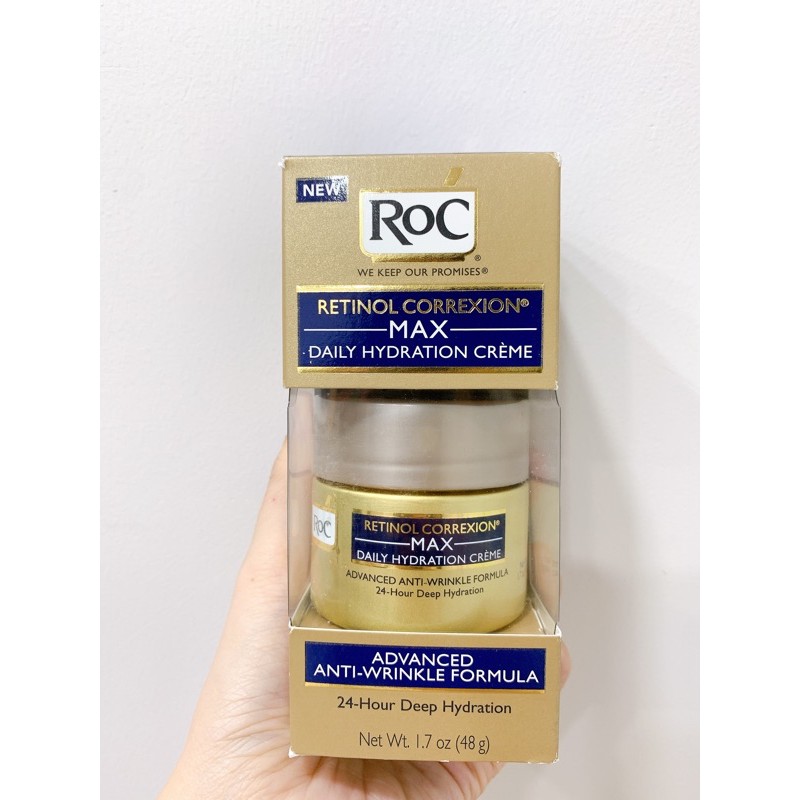 NEW
RoC®
WE KEEP OUR PROMISES®
RETINOL CORREXION®
MAX
DAILY HYDRATION CRÈME
RoC
RETINOL CORREXION®
MAX
DAILY HYDRATION CRÈME
ADVANCED ANTI-WRINKLE FORMULA
24-Hour Deep Hydration
ADVANCED
ANTI-WRINKLE FORMULA
24-Hour Deep Hydration
Net Wt. 1.7 oz (48 g)